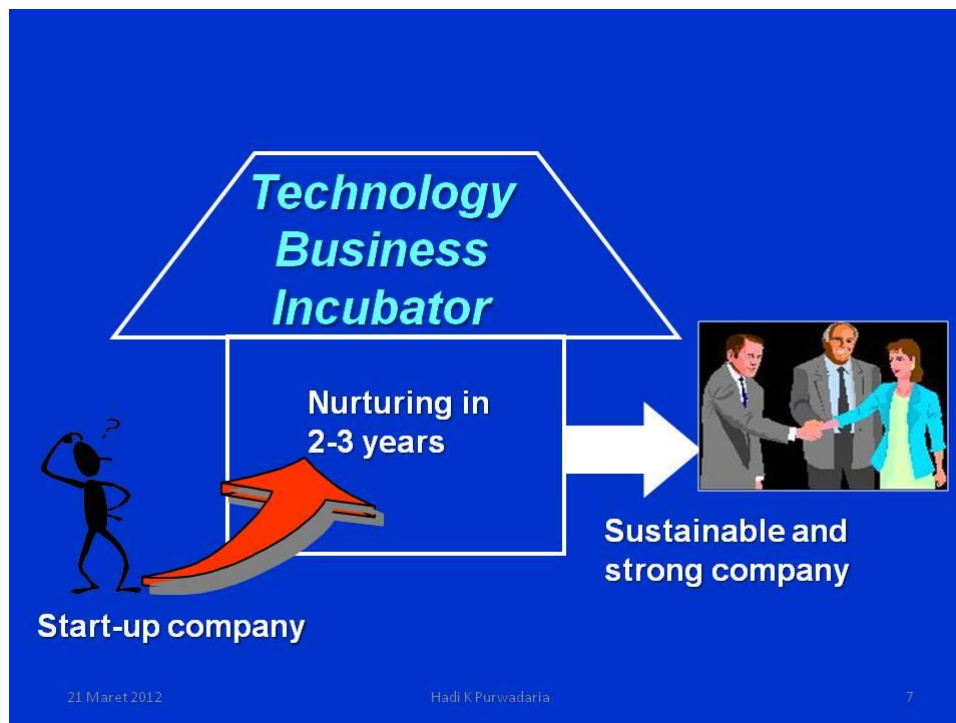 Technology
Business
Incubator
Nurturing in
2-3 years
?
Sustainable and
strong company
Start-up company
21 Maret 2012
Hadi K Purwadaria
7